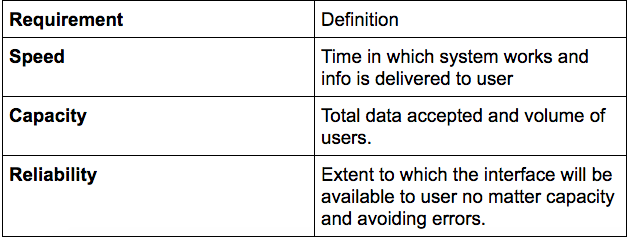 Requirement Definition
Speed Time in which system works and
info is delivered to user
Capacity Total data accepted and volume of
users.
Reliability Extent to which the interface will be
available to user no matter capacity
and avoiding errors.